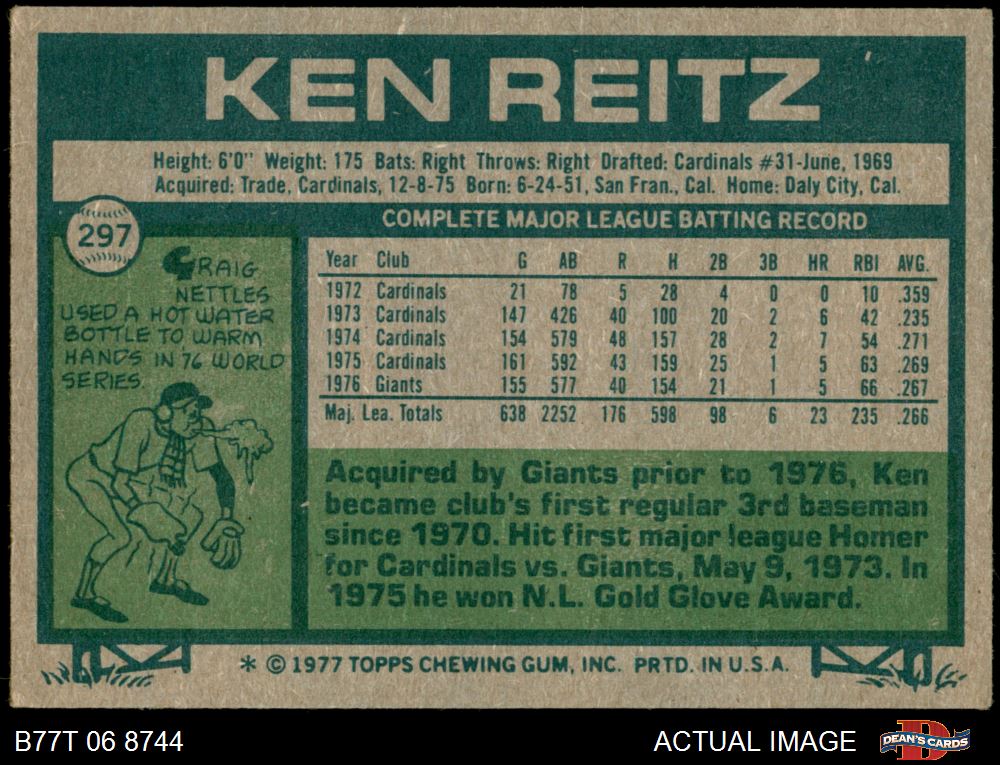 KEN REITZ
Height: 6'0" Weight: 175 Bats: Right Throws: Right Drafted: Cardinals #31-June, 1969
Acquired: Trade, Cardinals, 12-8-75 Born: 6-24-51, San Fran., Cal. Home: Daly City, Cal.
297
COMPLETE MAJOR LEAGUE BATTING RECORD
GRAIG
NETTLES
USED A HOT WATER
BOTTLE TO WARM
HANDS IN 76 WORLD
SERIES.
Year Club G AB R H 2B 3B HR RBI AVG.
1972 Cardinals 21 78 5 28 4 0 0 10 .359
1973 Cardinals 147 426 40 100 20 2 6 42 .235
1974 Cardinals 154 579 48 157 28 2 7 54 .271
1975 Cardinals 161 592 43 159 25 1 5 63 .269
1976 Giants 155 577 40 154 21 1 5 66 .267
Maj. Lea. Totals 638 2252 176 598 98 6 23 235 .266
Acquired by Giants prior to 1976, Ken
became club's first regular 3rd baseman
since 1970. Hit first major league Homer
for Cardinals vs. Giants, May 9, 1973. In
1975 he won N.L. Gold Glove Award.
* © 1977 TOPPS CHEWING GUM, INC. PRTD. IN U.S.A.
B77T 06 8744
ACTUAL IMAGE
D
DEAN'S CARDS